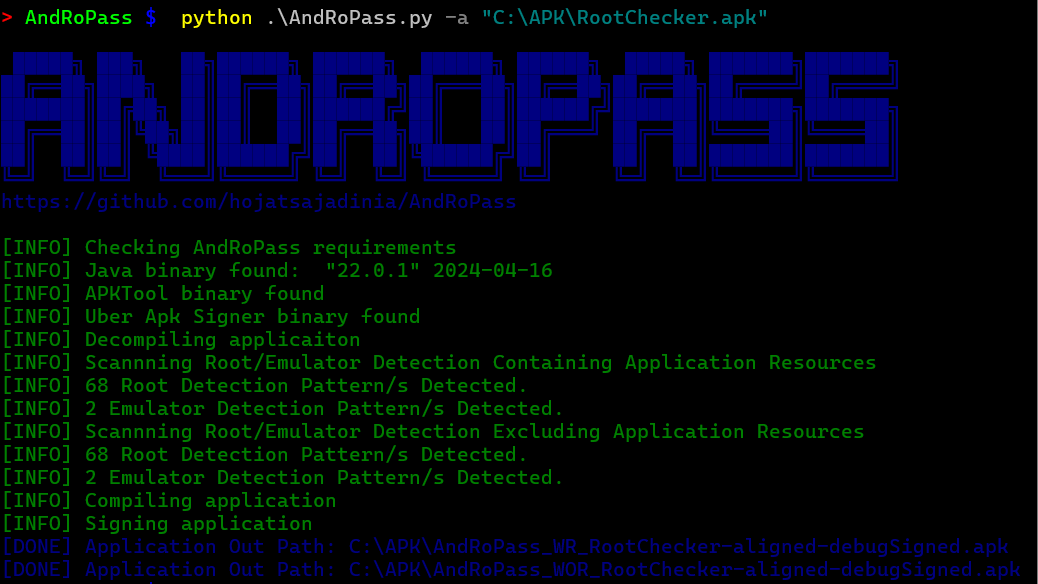 > AndRoPass $ python .\AndRoPass.py -a "C:\APK\RootChecker.apk"
ANDROPASS
https://github.com/hojatsajadinia/AndRoPass
[INFO] Checking AndRoPass requirements
[INFO] Java binary found: "22.0.1" 2024-04-16
[INFO] APKTool binary found
[INFO] Uber Apk Signer binary found
[INFO] Decompiling applicaiton
[INFO] Scannning Root/Emulator Detection Containing Application Resources
[INFO] 68 Root Detection Pattern/s Detected.
[INFO] 2 Emulator Detection Pattern/s Detected.
[INFO] Scannning Root/Emulator Detection Excluding Application Resources
[INFO] 68 Root Detection Pattern/s Detected.
[INFO] 2 Emulator Detection Pattern/s Detected.
[INFO] Compiling application
[INFO] Signing application
[DONE] Application Out Path: C:\APK\AndRoPass_WR_RootChecker-aligned-debugSigned.apk
[DONE] Application Out Path: C:\APK\AndRoPass_WOR_RootChecker-aligned-debugSigned.apk